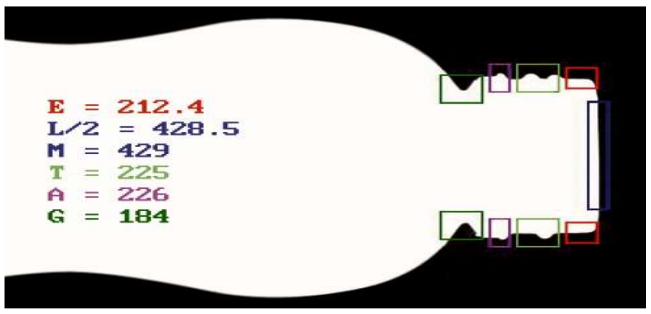 E = 212.4
L/2 = 428.5
M = 429
T = 225
A = 226
G = 184